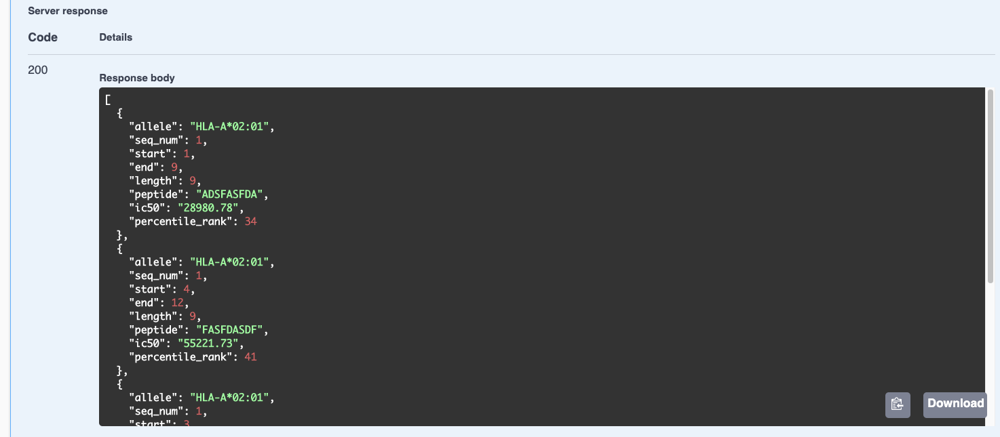 Server response
Code Details
200
Response body
[
  {
    "allele": "HLA-A*02:01",
    "seq_num": 1,
    "start": 1,
    "end": 9,
    "length": 9,
    "peptide": "ADSFASFDA",
    "ic50": "28980.78",
    "percentile_rank": 34
  },
  {
    "allele": "HLA-A*02:01",
    "seq_num": 1,
    "start": 4,
    "end": 12,
    "length": 9,
    "peptide": "FASFDASDF",
    "ic50": "55221.73",
    "percentile_rank": 41
  },
  {
    "allele": "HLA-A*02:01",
    "seq_num": 1,
    "start": 3
Download